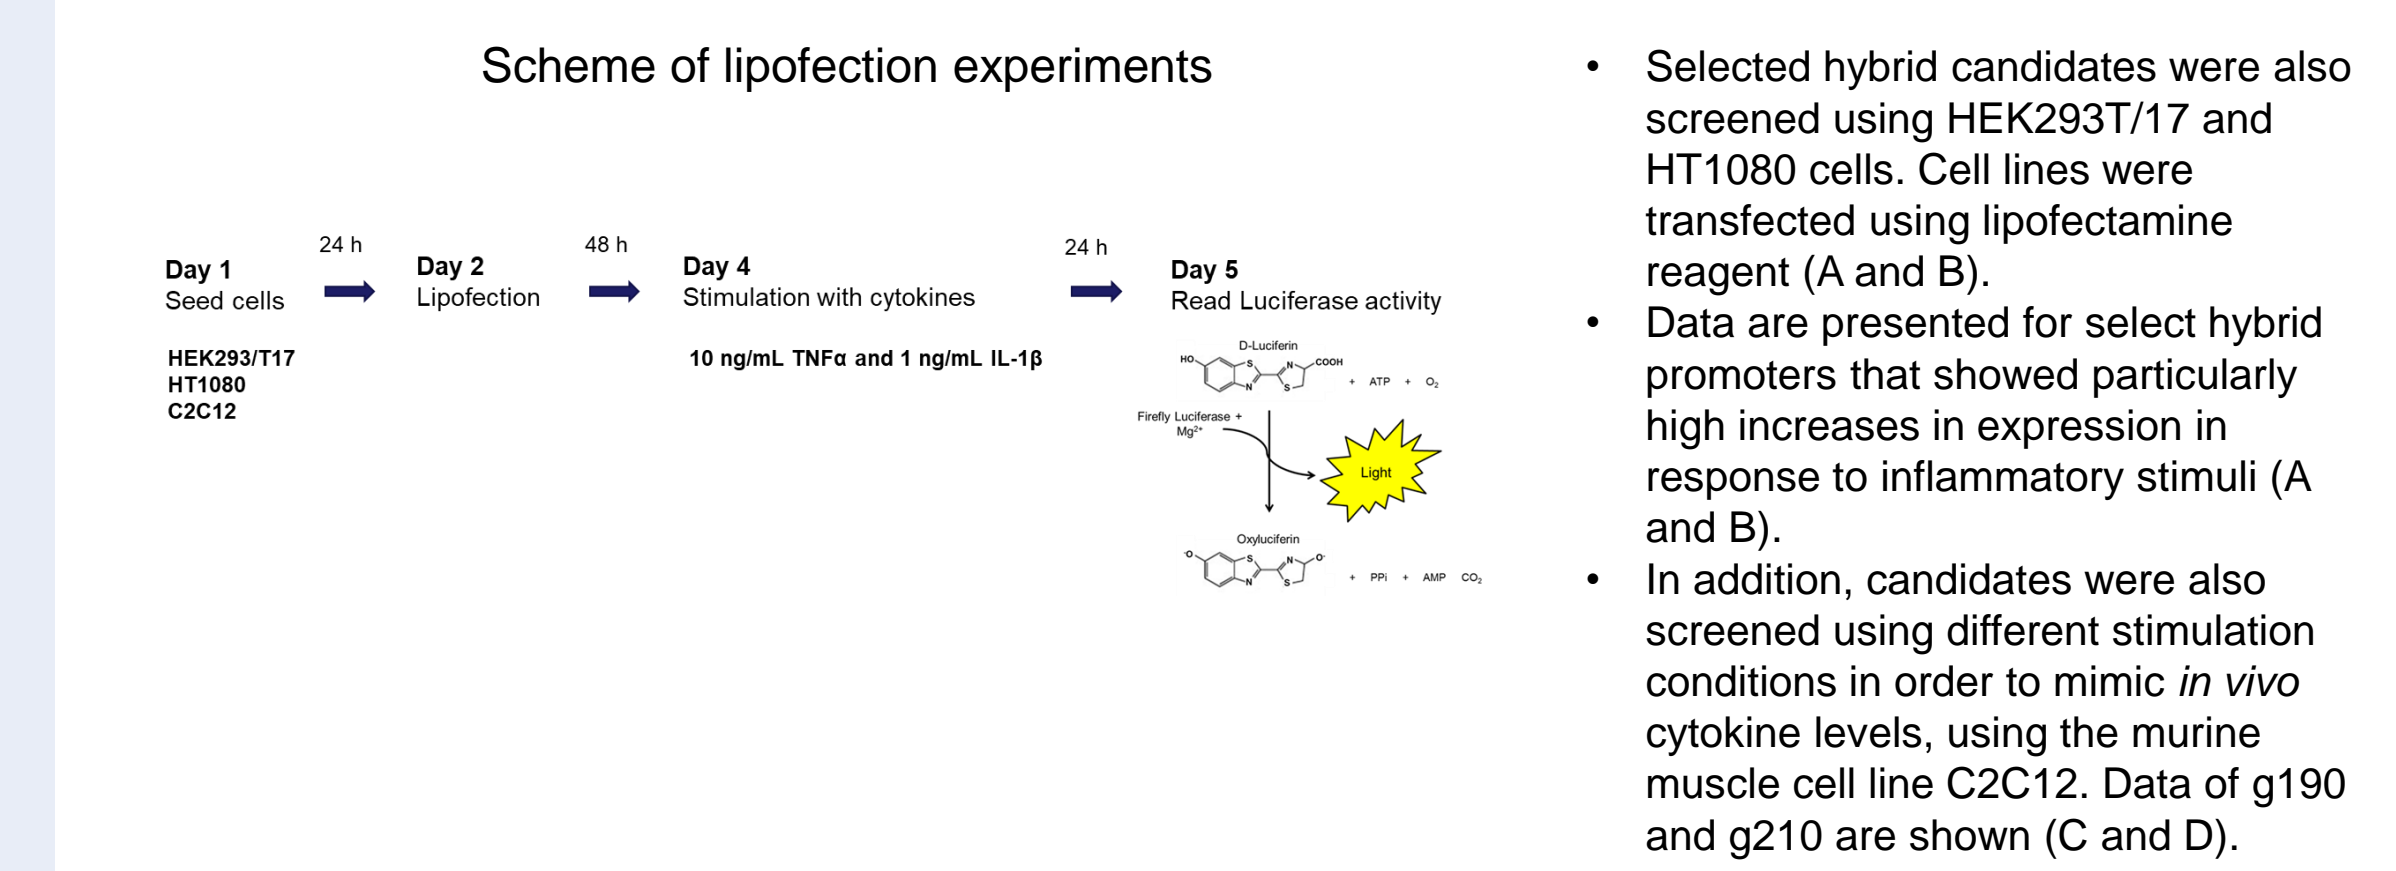 Scheme of lipofection experiments
24 h
48 h
24 h
Day 1
Seed cells
Day 2
Lipofection
Day 4
Stimulation with cytokines
Day 5
Read Luciferase activity
HEK293/T17
HT1080
C2C12
10 ng/mL TNFα and 1 ng/mL IL-1β
D-Luciferin
HO
S
N
N
S
COOH
+ ATP + O₂
Firefly Luciferase +
Mg²⁺
Light
Oxyluciferin
⁻O
S
N
N
S
O⁻
+ PPi + AMP CO₂
• Selected hybrid candidates were also
screened using HEK293T/17 and
HT1080 cells. Cell lines were
transfected using lipofectamine
reagent (A and B).
• Data are presented for select hybrid
promoters that showed particularly
high increases in expression in
response to inflammatory stimuli (A
and B).
• In addition, candidates were also
screened using different stimulation
conditions in order to mimic in vivo
cytokine levels, using the murine
muscle cell line C2C12. Data of g190
and g210 are shown (C and D).